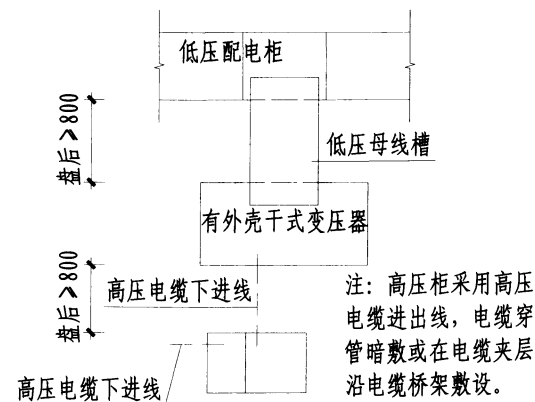 低压配电柜
盘后≥800
低压母线槽
有外壳干式变压器
盘后≥800
高压电缆下进线
注：高压柜采用高压
电缆进出线，电缆穿
管暗敷或在电缆夹层
沿电缆桥架敷设。
高压电缆下进线